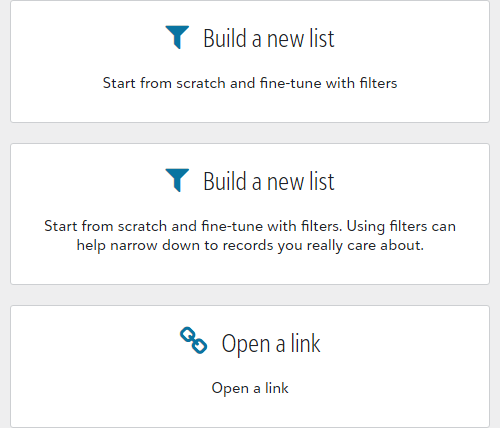 Build a new list
Start from scratch and fine-tune with filters
Build a new list
Start from scratch and fine-tune with filters. Using filters can
help narrow down to records you really care about.
Open a link
Open a link